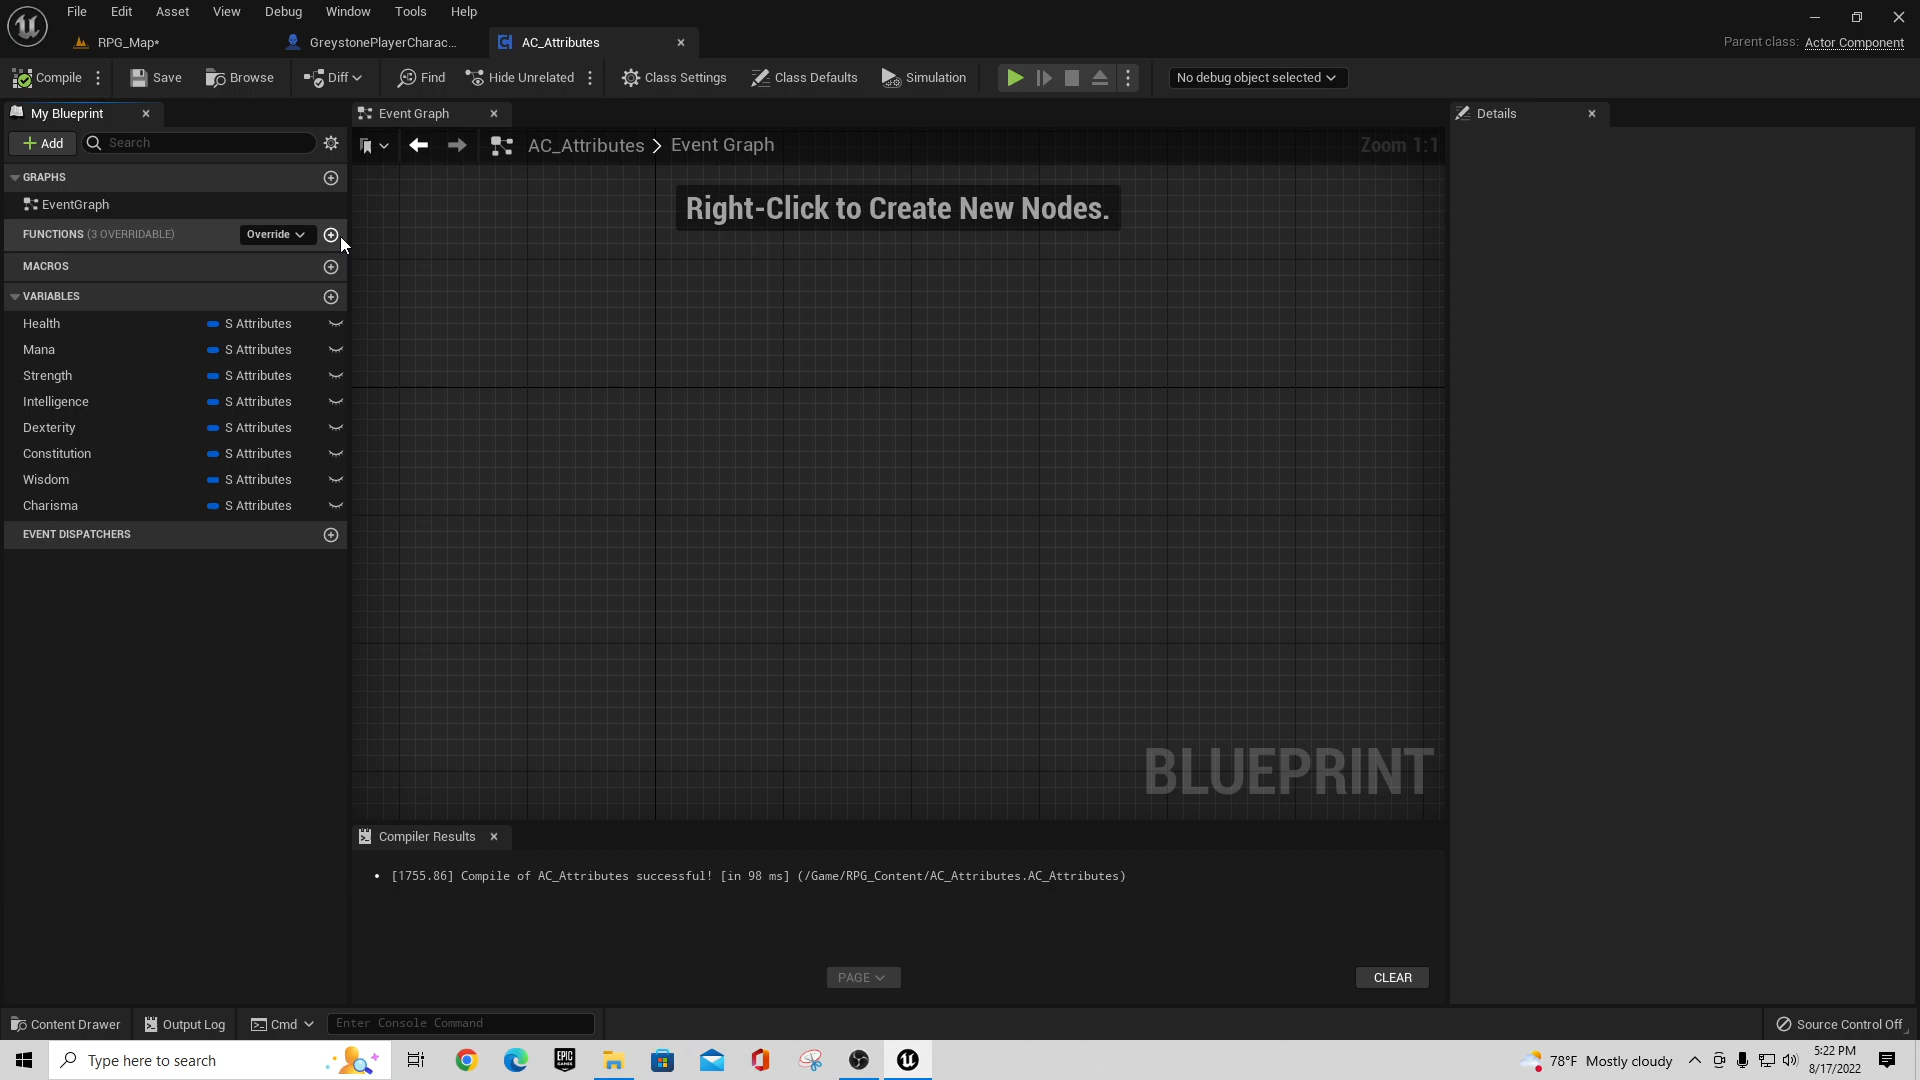 File Edit Asset View Debug Window Tools Help
RPG_Map*
GreystonePlayerCharac...
AC_Attributes
Parent class: Actor Component
Compile Save Browse Diff Find Hide Unrelated Class Settings Class Defaults Simulation No debug object selected
My Blueprint
Event Graph
Details
Add
Search
AC_Attributes > Event Graph
Zoom 1:1
GRAPHS
EventGraph
Right-Click to Create New Nodes.
FUNCTIONS (3 OVERRIDABLE) Override
MACROS
VARIABLES
Health S Attributes
Mana S Attributes
Strength S Attributes
Intelligence S Attributes
Dexterity S Attributes
Constitution S Attributes
Wisdom S Attributes
Charisma S Attributes
EVENT DISPATCHERS
BLUEPRINT
Compiler Results
• [1755.86] Compile of AC_Attributes successful! [in 98 ms] (/Game/RPG_Content/AC_Attributes.AC_Attributes)
PAGE
CLEAR
Content Drawer Output Log Cmd Enter Console Command Source Control Off
Type here to search
EPIC GAMES
78°F Mostly cloudy
5:22 PM
8/17/2022